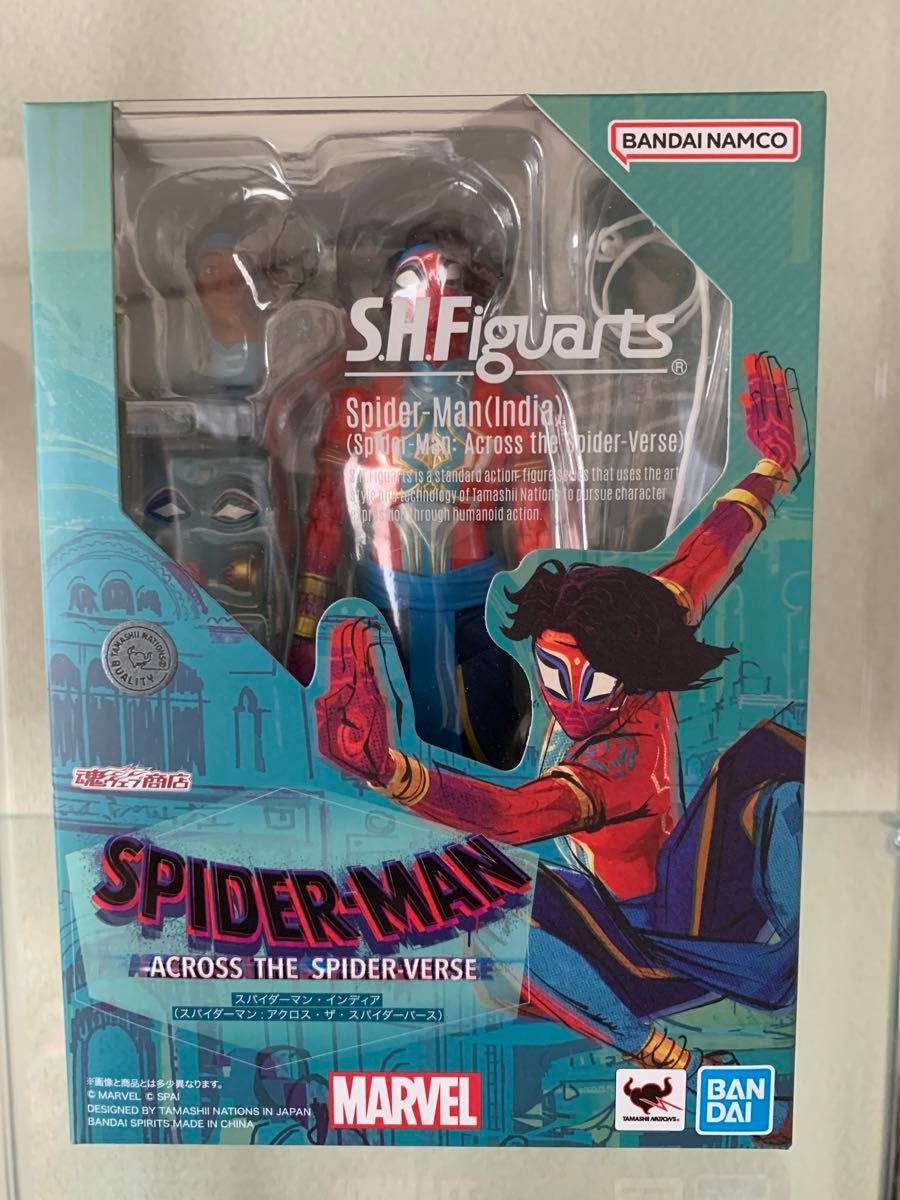 BANDAI NAMCO
S.H.Figuarts
®
Spider-Man(India)
(Spider-Man: Across the Spider-Verse)
S.H.Figuarts is a standard action-figure series that uses the art
style and technology of Tamashii Nations to pursue character
expression through humanoid action.
TAMASHII NATIONS
QUALITY
魂ウェブ商店
SPIDER-MAN
ACROSS THE SPIDER-VERSE
スパイダーマン・インディア
(スパイダーマン:アクロス・ザ・スパイダーバース)
※画像と商品とは多少異なります。
© MARVEL © SPAI
DESIGNED BY TAMASHII NATIONS IN JAPAN
BANDAI SPIRITS MADE IN CHINA
MARVEL
TAMASHII NATIONS®
BAN
DAI